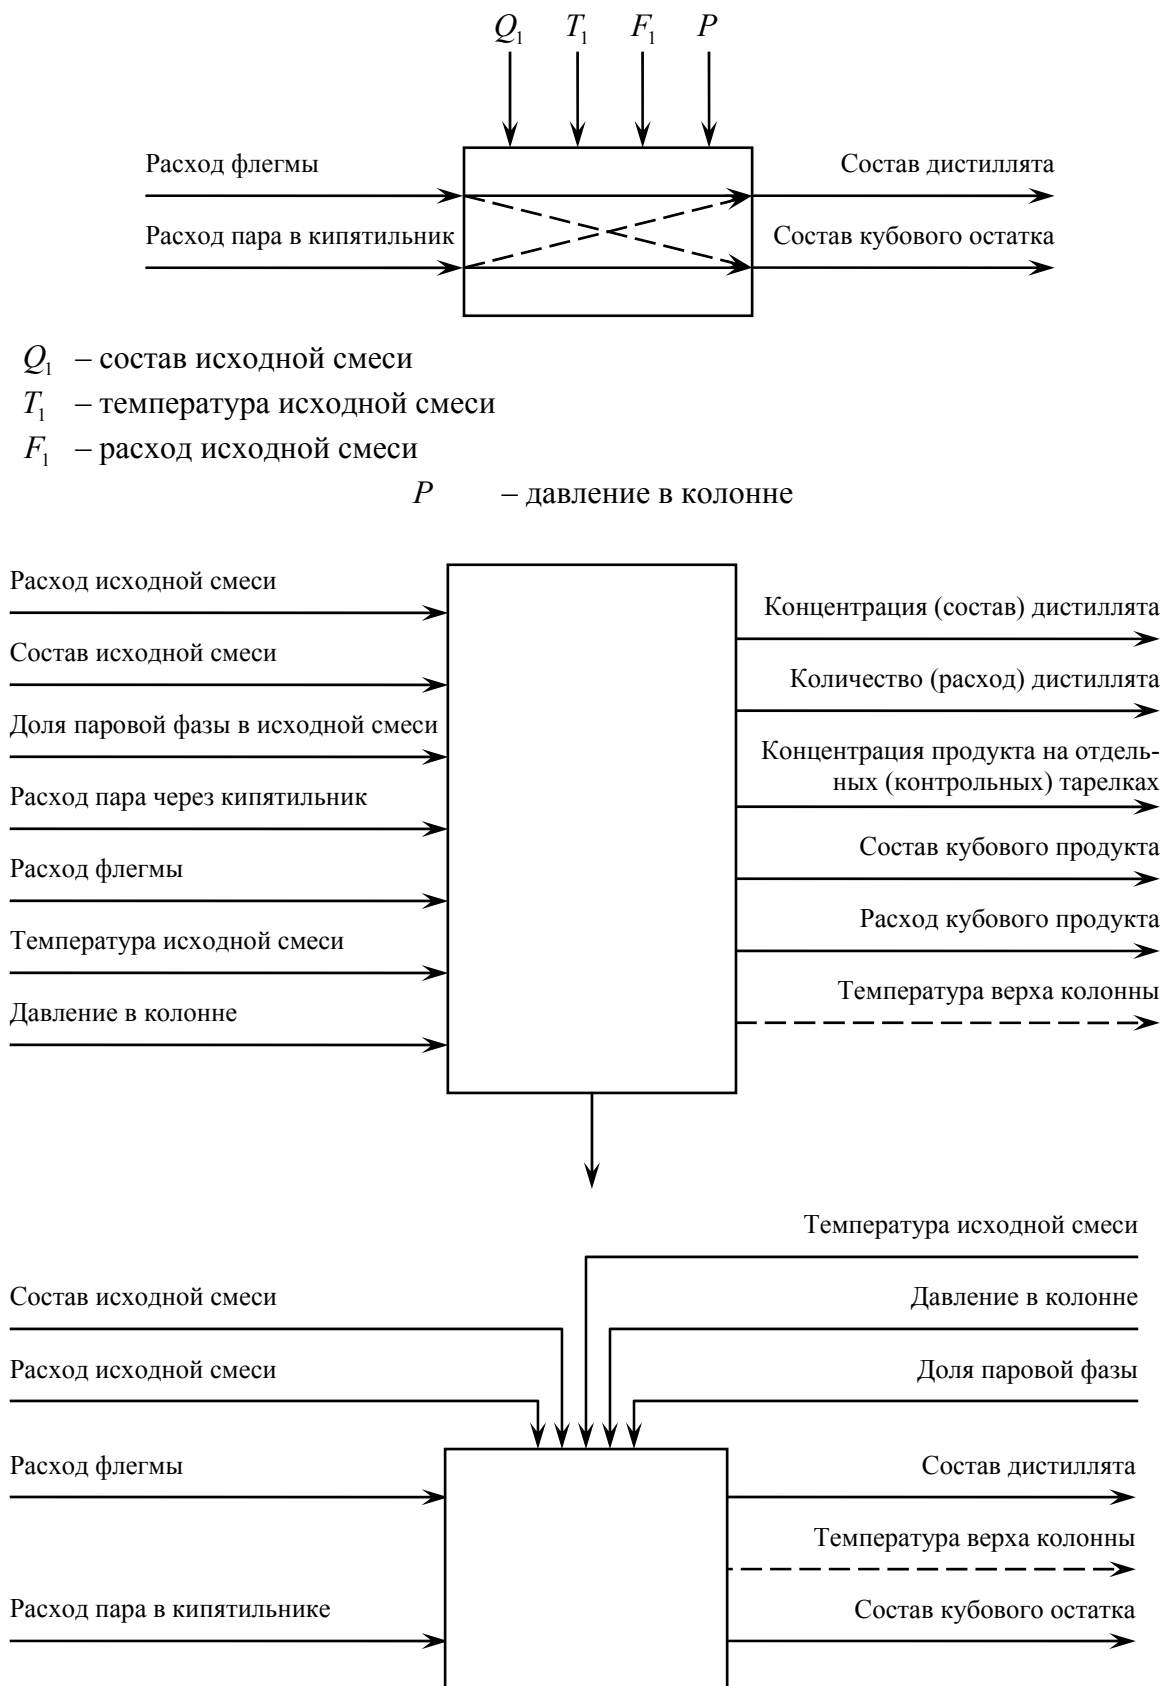 Q₁ T₁ F₁ P
Расход флегмы
Состав дистиллята
Расход пара в кипятильник
Состав кубового остатка
Q₁ – состав исходной смеси
T₁ – температура исходной смеси
F₁ – расход исходной смеси
P – давление в колонне
Расход исходной смеси
Состав исходной смеси
Доля паровой фазы в исходной смеси
Расход пара через кипятильник
Расход флегмы
Температура исходной смеси
Давление в колонне
Концентрация (состав) дистиллята
Количество (расход) дистиллята
Концентрация продукта на отдель-
ных (контрольных) тарелках
Состав кубового продукта
Расход кубового продукта
Температура верха колонны
Температура исходной смеси
Состав исходной смеси
Давление в колонне
Расход исходной смеси
Доля паровой фазы
Расход флегмы
Состав дистиллята
Температура верха колонны
Расход пара в кипятильнике
Состав кубового остатка